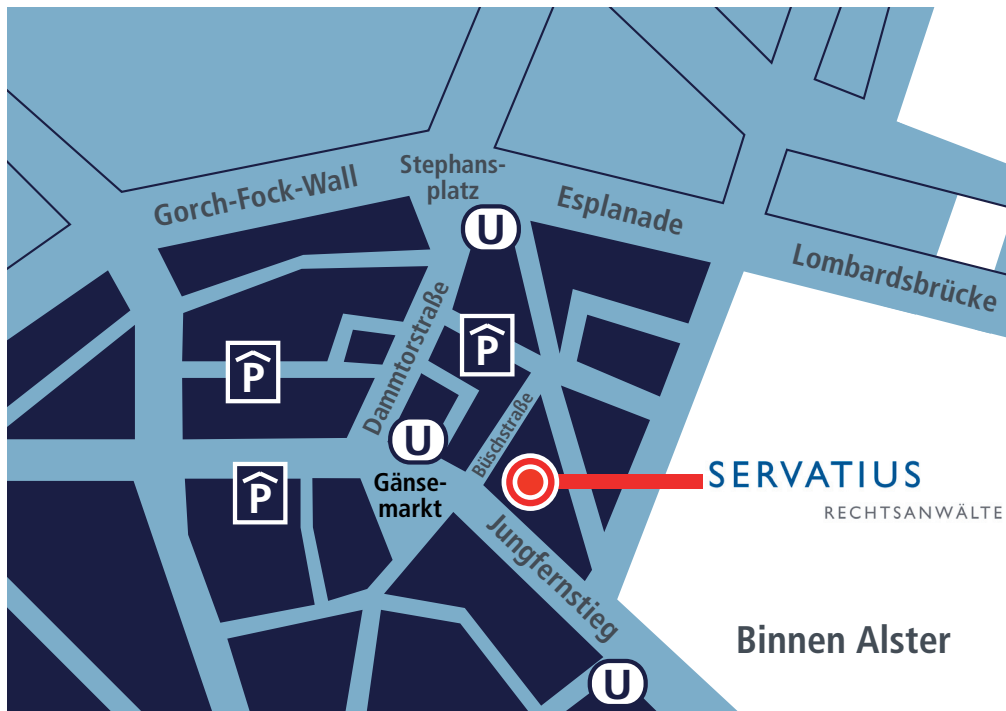 Stephans-
platz
Gorch-Fock-Wall
Esplanade
U
Lombardsbrücke
Dammtorstraße
P
P
Büschstraße
U
Gänse-
markt
P
SERVATIUS
RECHTSANWÄLTE
Jungfernstieg
Binnen Alster
U